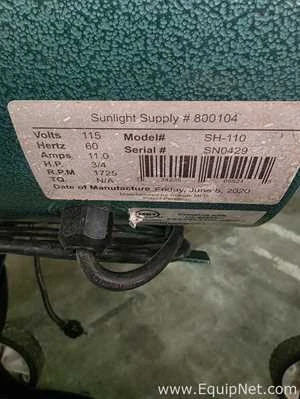 Sunlight Supply # 800104
Volts 115 Model# SH-110
Hertz 60 Serial # SN0429
Amps 11.0
H.P. 3/4
R.P.M 1725
TQ. N/A
Date of Manufacture Friday, June 5, 2020
www.EquipNet.com